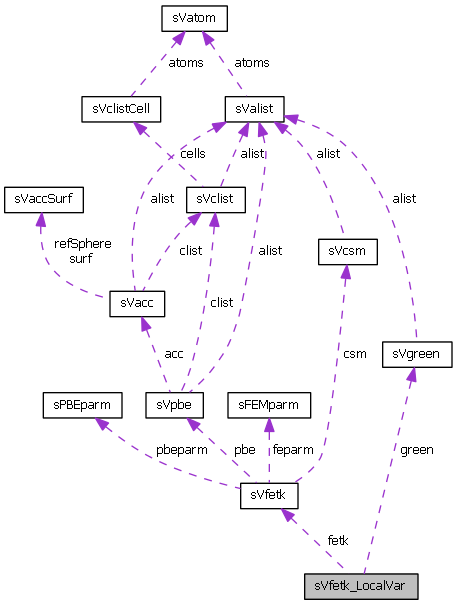 sVatom
atoms
atoms
sVclistCell
sValist
cells
alist
alist
sVaccSurf
alist
sVclist
alist
refSphere
surf
clist
alist
sVcsm
sVacc
clist
acc
csm
sVgreen
sPBEparm
sVpbe
sFEMparm
pbeparm
pbe
feparm
green
sVfetk
fetk
sVfetk_LocalVar